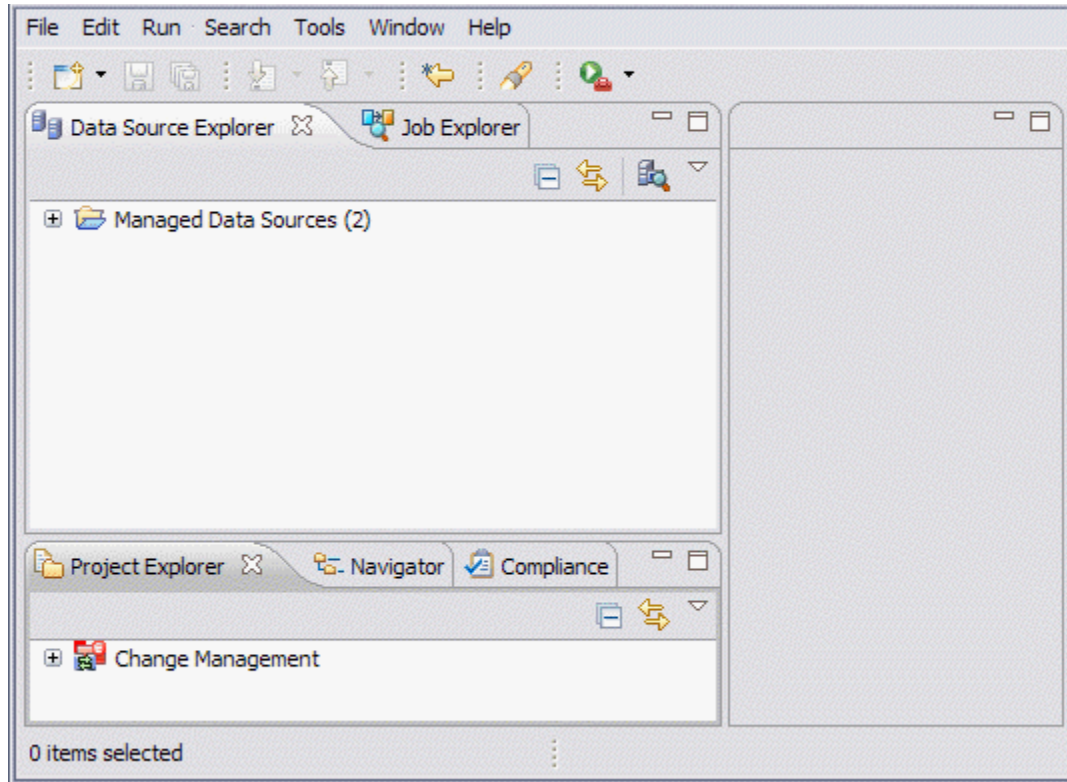 File Edit Run Search Tools Window Help
Data Source Explorer Job Explorer
Managed Data Sources (2)
Project Explorer Navigator Compliance
Change Management
0 items selected